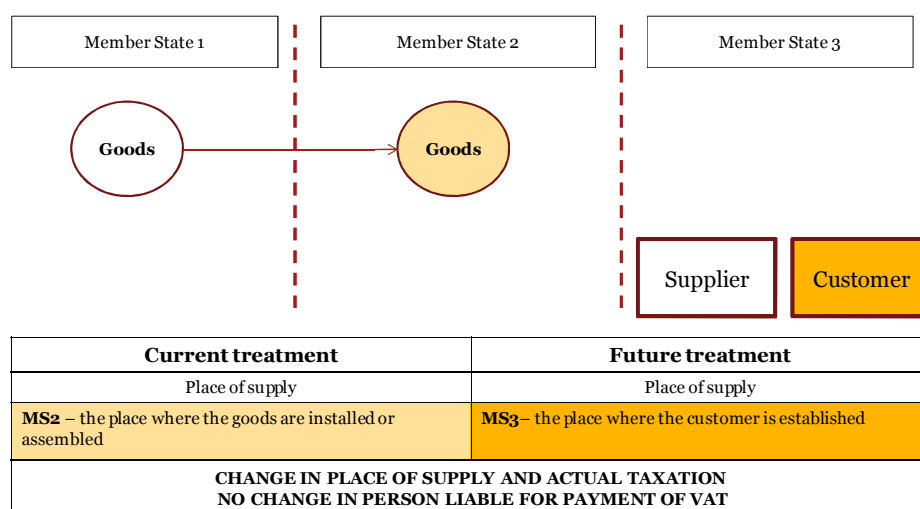 Member State 1
Member State 2
Member State 3
Goods
Goods
Supplier
Customer
Current treatment
Future treatment
Place of supply
Place of supply
MS2 – the place where the goods are installed or
assembled
MS3– the place where the customer is established
CHANGE IN PLACE OF SUPPLY AND ACTUAL TAXATION
NO CHANGE IN PERSON LIABLE FOR PAYMENT OF VAT